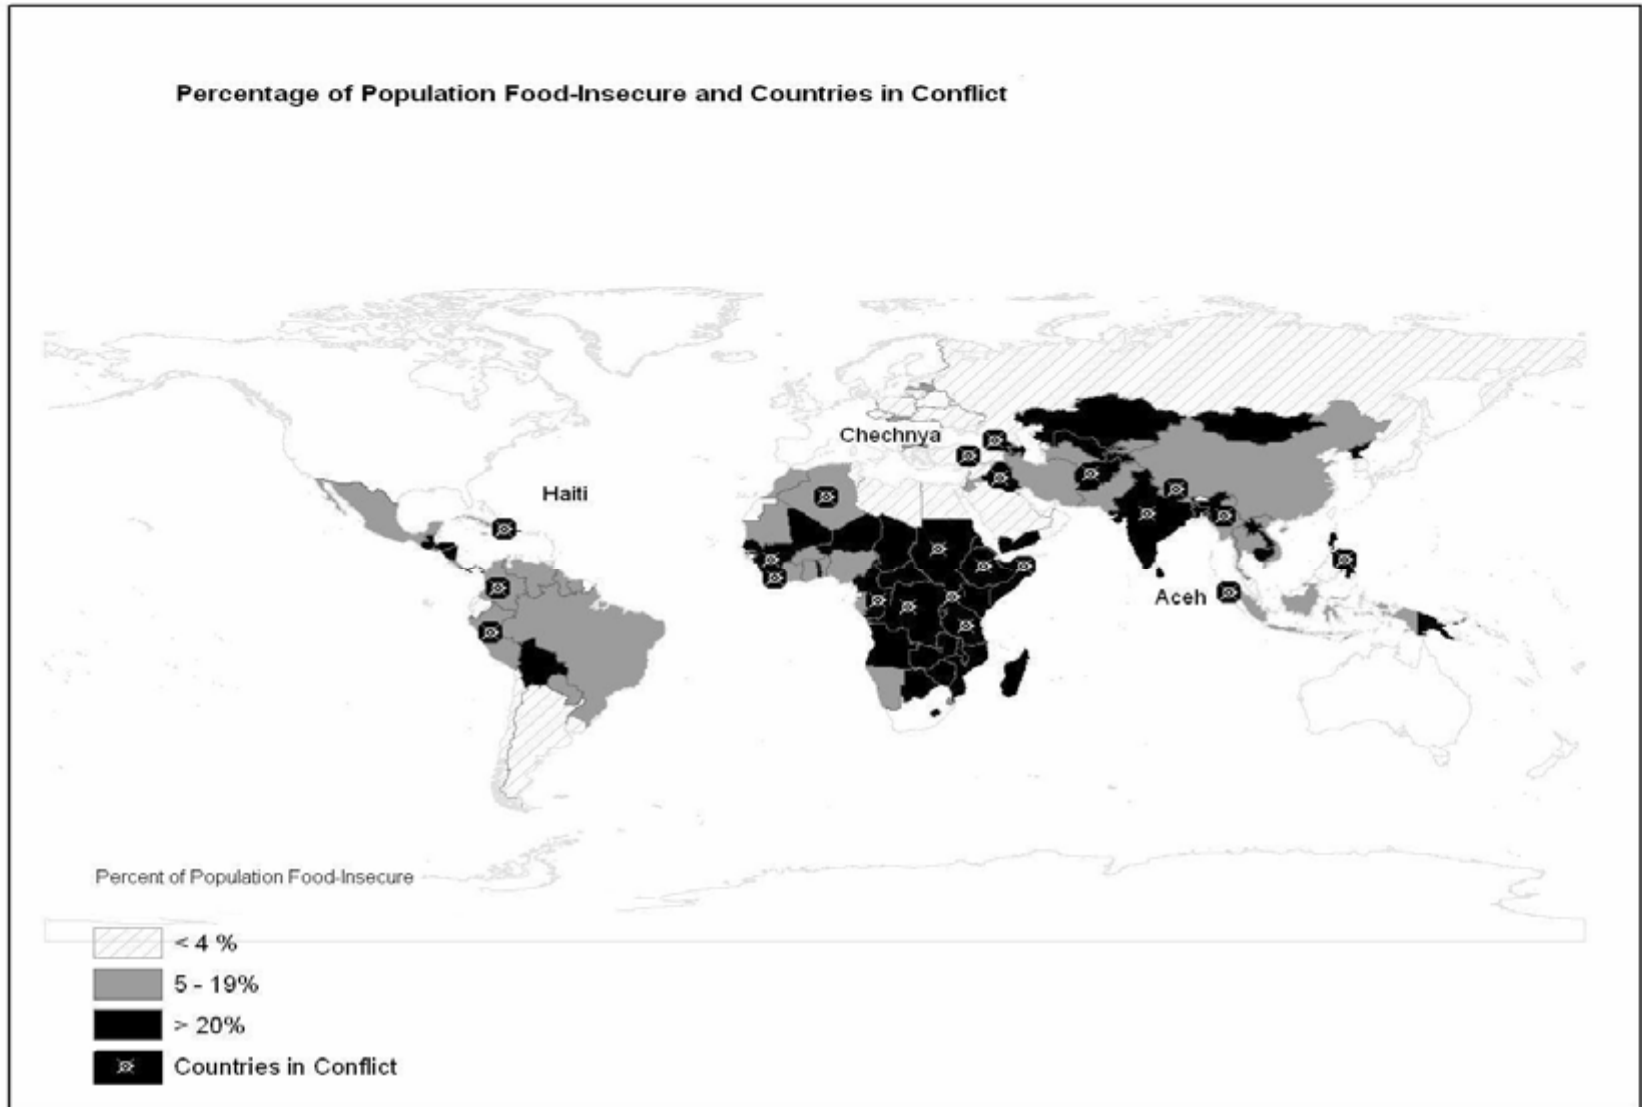 Percentage of Population Food-Insecure and Countries in Conflict
Chechnya
Haiti
Aceh
Percent of Population Food-Insecure
< 4 %
5 - 19%
> 20%
Countries in Conflict